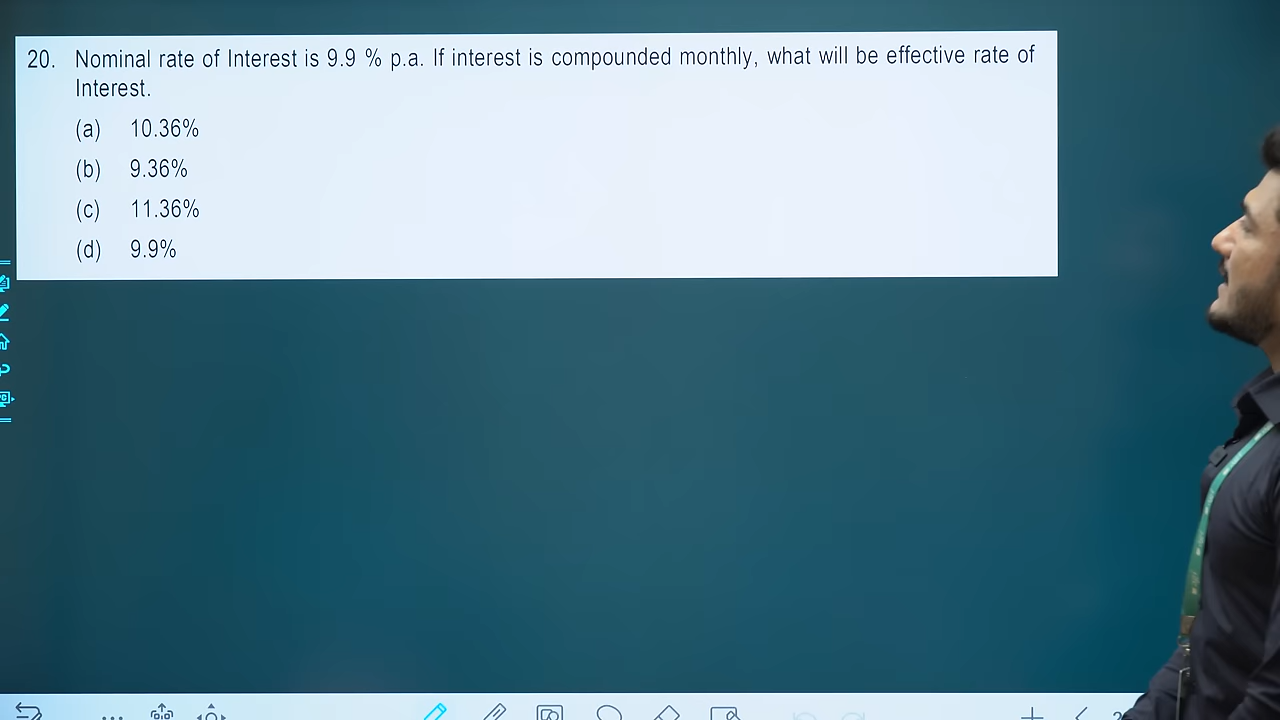 20. Nominal rate of Interest is 9.9 % p.a. If interest is compounded monthly, what will be effective rate of
Interest.
(a) 10.36%
(b) 9.36%
(c) 11.36%
(d) 9.9%